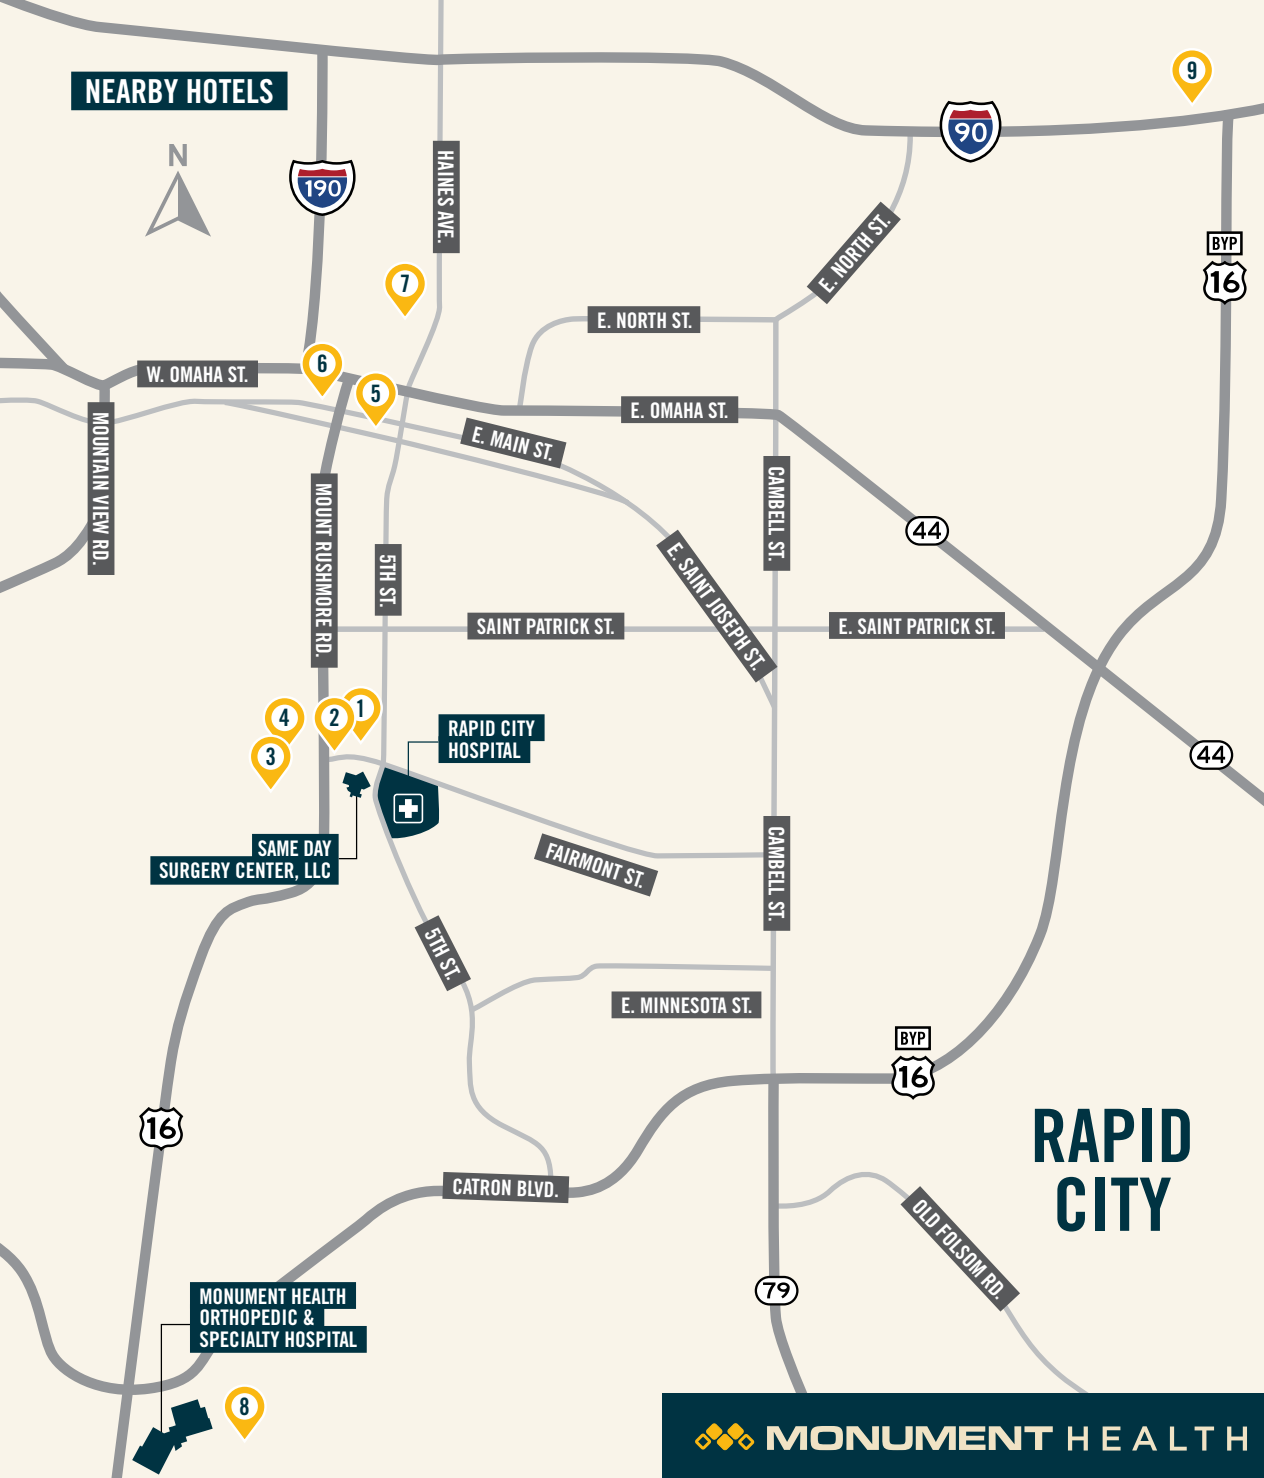 9
NEARBY HOTELS
90
N
190
HAINES AVE.
E. NORTH ST.
BYP
16
7
E. NORTH ST.
6
W. OMAHA ST.
5
E. OMAHA ST.
MOUNTAIN VIEW RD.
E. MAIN ST.
CAMBELL ST.
MOUNT RUSHMORE RD.
44
5TH ST.
E. SAINT JOSEPH ST.
SAINT PATRICK ST.
E. SAINT PATRICK ST.
4
2
1
3
RAPID CITY
HOSPITAL
44
SAME DAY
SURGERY CENTER, LLC
FAIRMONT ST.
CAMBELL ST.
5TH ST.
E. MINNESOTA ST.
BYP
16
16
RAPID
CITY
CATRON BLVD.
OLD FOLSOM RD.
79
MONUMENT HEALTH
ORTHOPEDIC &
SPECIALTY HOSPITAL
8
MONUMENT HEALTH